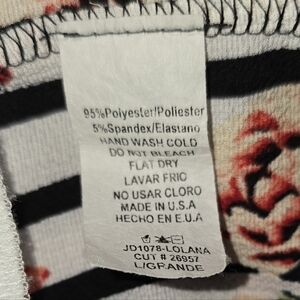 95%Polyester/Poliester
5%Spandex/Elastano
HAND WASH COLD
DO NOT BLEACH
FLAT DRY
LAVAR FRIO
NO USAR CLORO
MADE IN U.S.A
HECHO EN E.U.A
JD1078-LOLANA
CUT # 26957
L/GRANDE